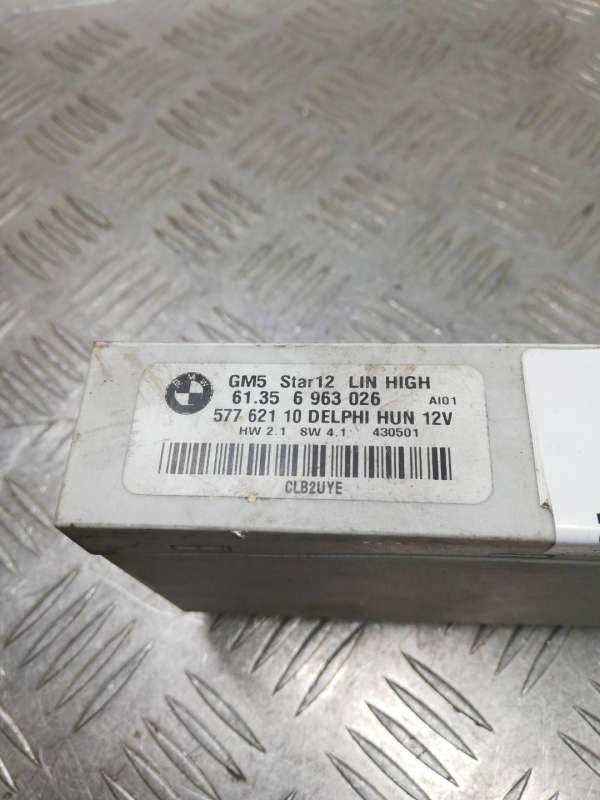 BMW
GM5 Star12 LIN HIGH
61.35 6 963 026 AI01
577 621 10 DELPHI HUN 12V
HW 2.1 SW 4.1 430501
CLB2UYE